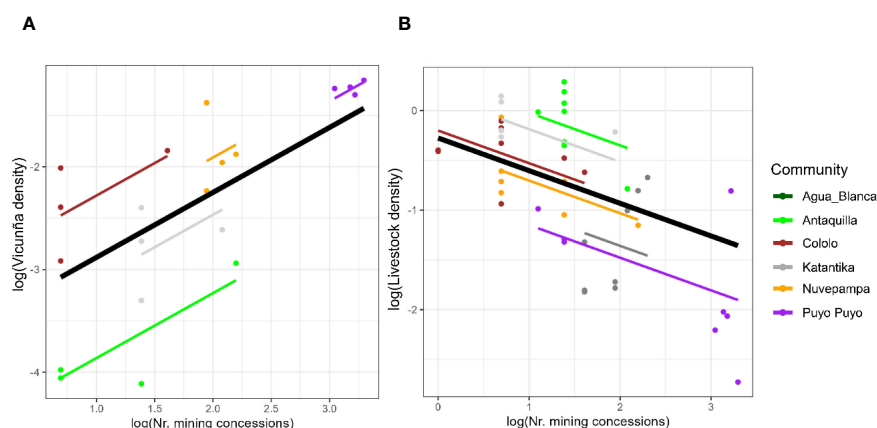 A
B
log(Vicunña density)
-2
-3
-4
1.0
1.5
2.0
2.5
3.0
log(Nr. mining concessions)
log(Livestock density)
0
-1
-2
0
1
2
3
log(Nr. mining concessions)
Community
Agua_Blanca
Antaquilla
Cololo
Katantika
Nuvepampa
Puyo Puyo